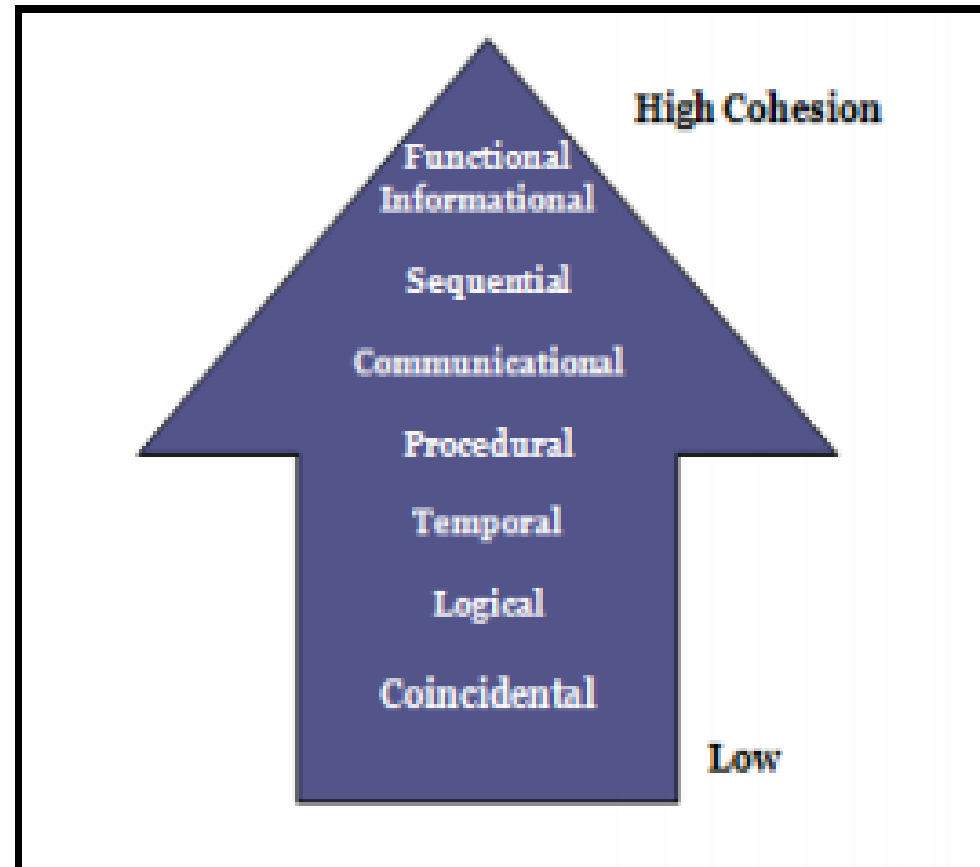 High Cohesion
Functional
Informational
Sequential
Communicational
Procedural
Temporal
Logical
Coincidental
Low